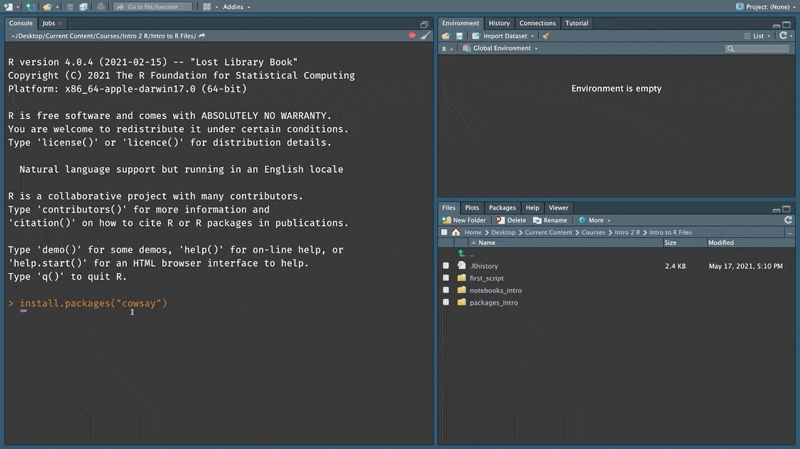 Go to file/function
Addins
Project: (None)
Console Jobs
~/Desktop/Current Content/Courses/Intro 2 R/Intro to R Files/
R version 4.0.4 (2021-02-15) -- "Lost Library Book"
Copyright (C) 2021 The R Foundation for Statistical Computing
Platform: x86_64-apple-darwin17.0 (64-bit)
R is free software and comes with ABSOLUTELY NO WARRANTY.
You are welcome to redistribute it under certain conditions.
Type 'license()' or 'licence()' for distribution details.
Natural language support but running in an English locale
R is a collaborative project with many contributors.
Type 'contributors()' for more information and
'citation()' on how to cite R or R packages in publications.
Type 'demo()' for some demos, 'help()' for on-line help, or
'help.start()' for an HTML browser interface to help.
Type 'q()' to quit R.
> install.packages("cowsay")
Environment History Connections Tutorial
Import Dataset List
R Global Environment
Environment is empty
Files Plots Packages Help Viewer
New Folder Delete Rename More
Home > Desktop > Current Content > Courses > Intro 2 R > Intro to R Files ...
Name Size Modified
..
.Rhistory 2.4 KB May 17, 2021, 5:10 PM
first_script
notebooks_intro
packages_intro